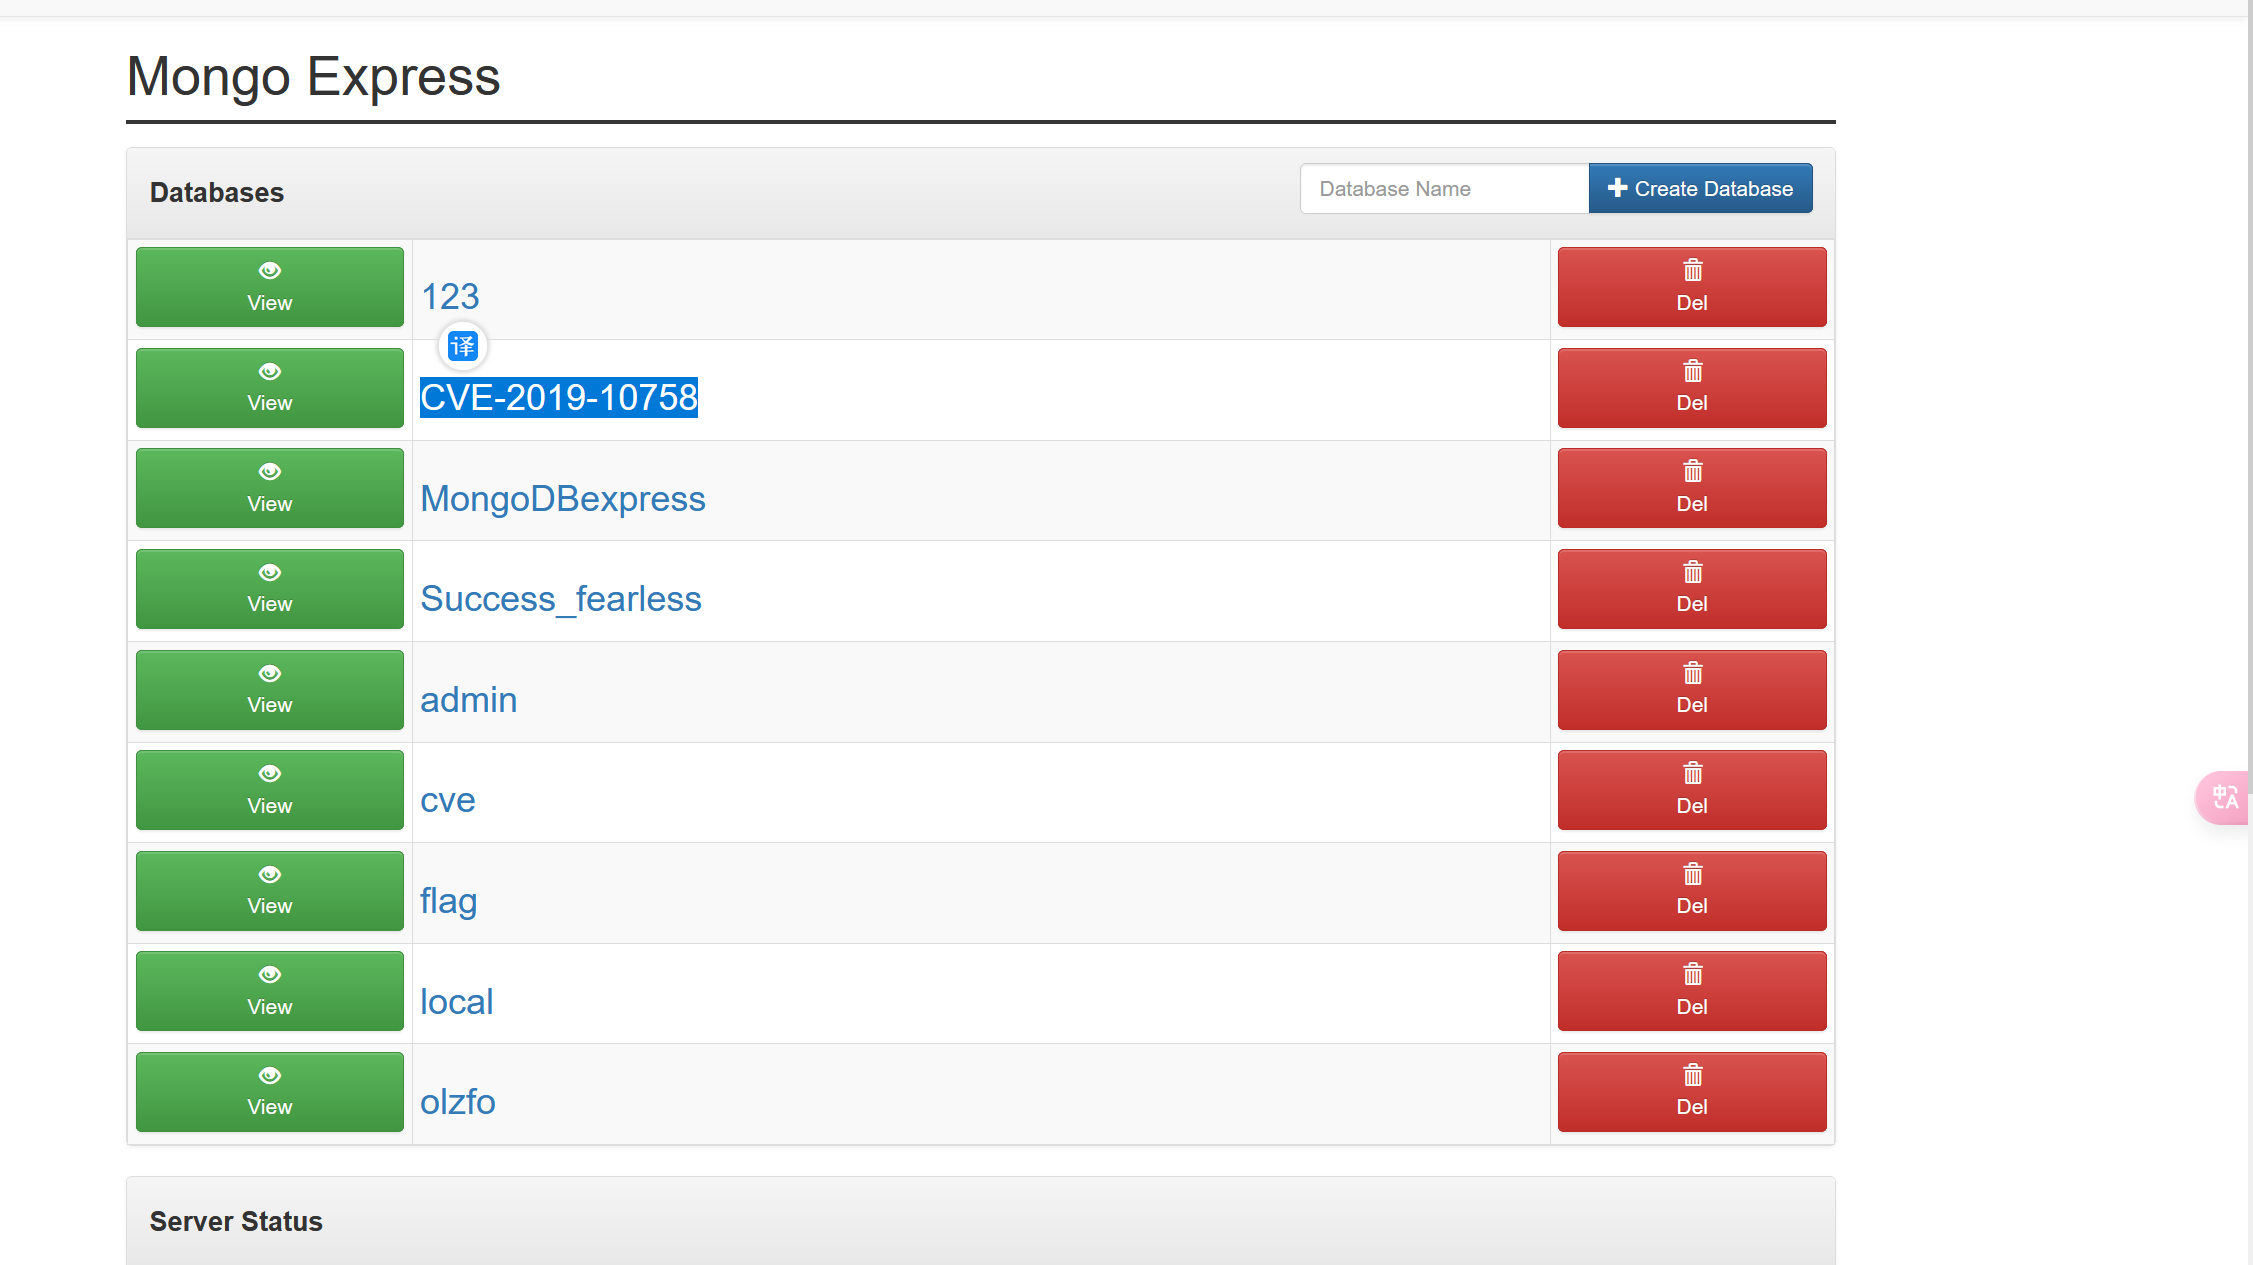 Mongo Express
Databases
Database Name
Create Database
View
123
Del
译
View
CVE-2019-10758
Del
View
MongoDBexpress
Del
View
Success_fearless
Del
View
admin
Del
View
cve
Del
View
flag
Del
View
local
Del
View
olzfo
Del
中A
Server Status